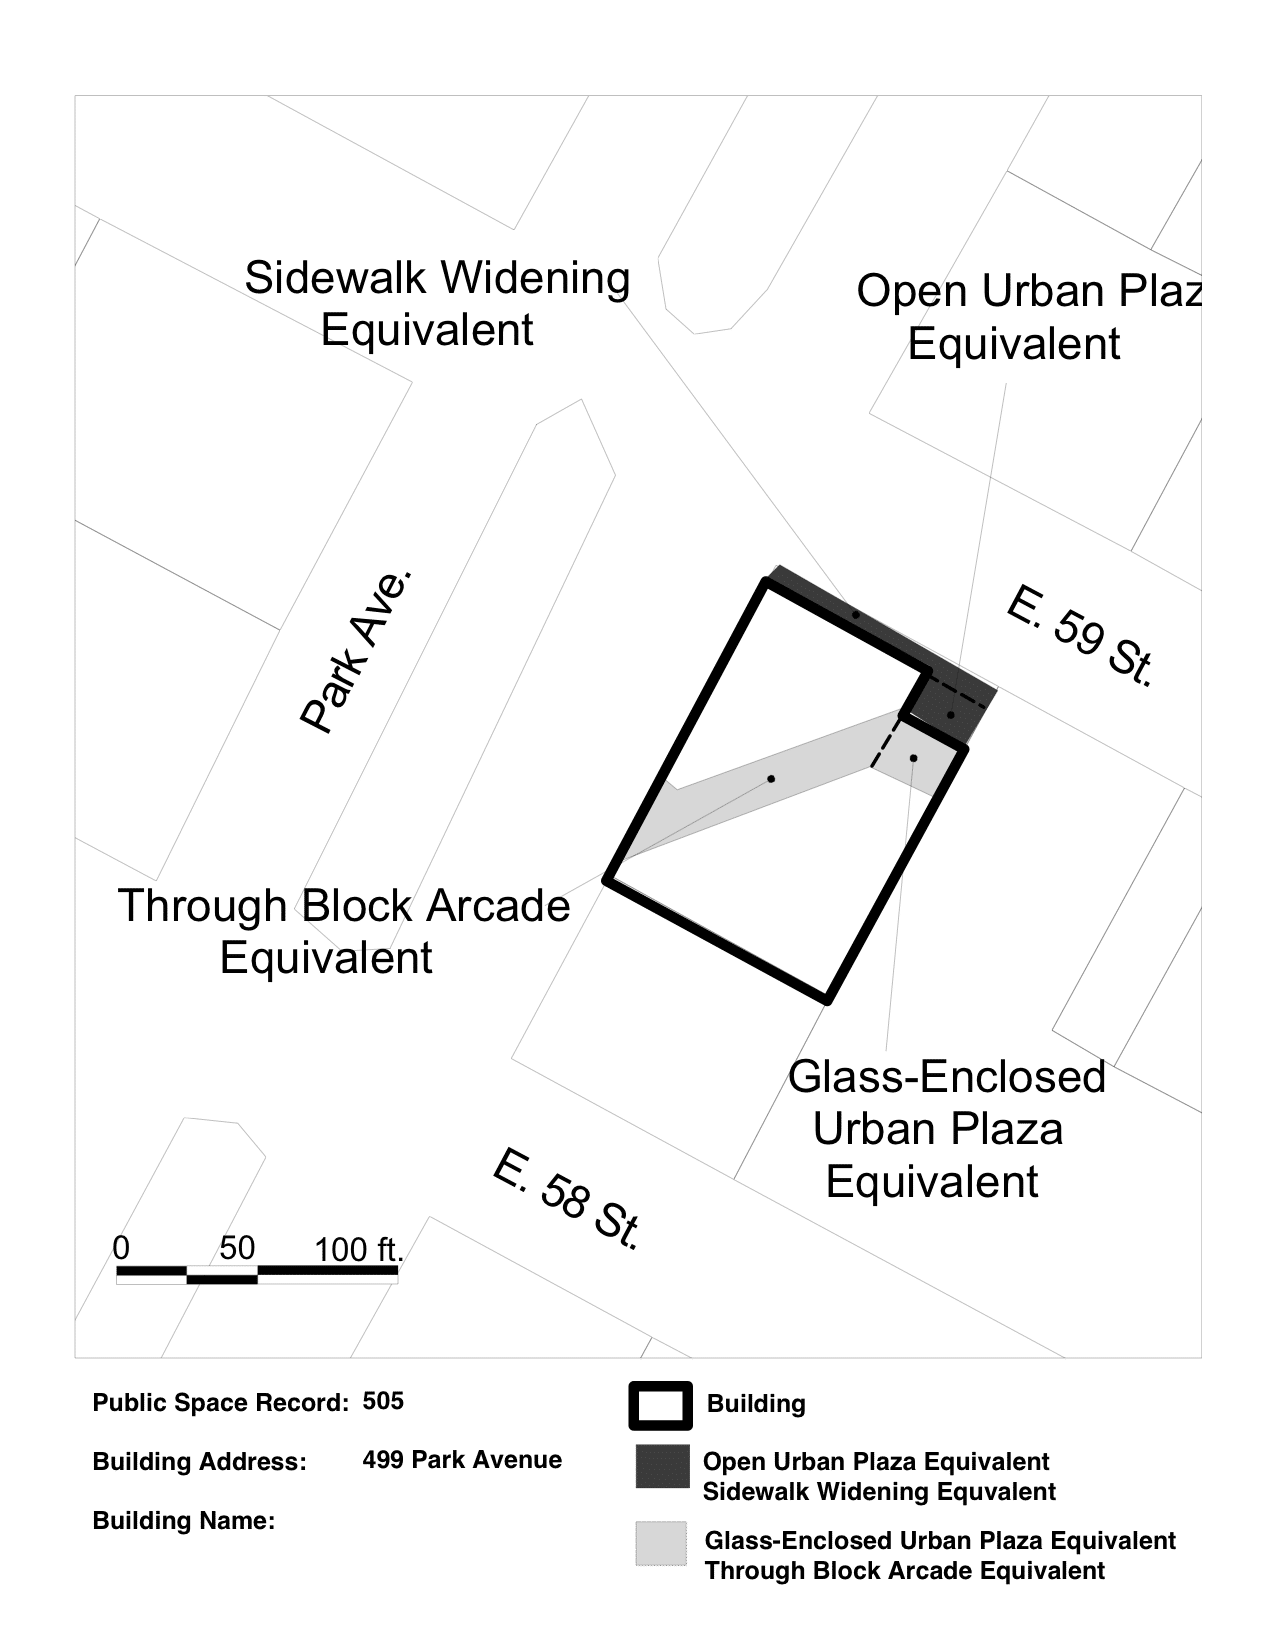 Sidewalk Widening
Equivalent
Open Urban Plaz
Equivalent
E. 59 St.
Park Ave.
Through Block Arcade
Equivalent
Glass-Enclosed
Urban Plaza
Equivalent
E. 58 St.
0 50 100 ft.
Public Space Record: 505
Building Address: 499 Park Avenue
Building Name:
Building
Open Urban Plaza Equivalent
Sidewalk Widening Equvalent
Glass-Enclosed Urban Plaza Equivalent
Through Block Arcade Equivalent